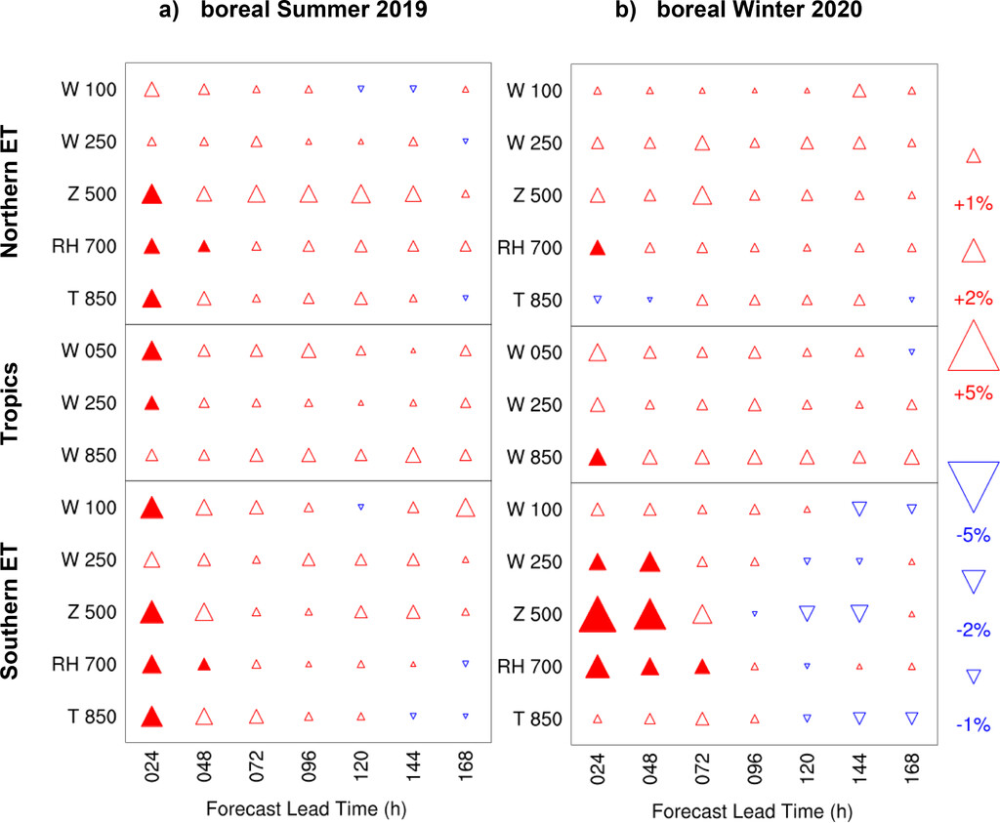 a) boreal Summer 2019
b) boreal Winter 2020
Northern ET
W 100
W 250
Z 500
RH 700
T 850
Tropics
W 050
W 250
W 850
Southern ET
W 100
W 250
Z 500
RH 700
T 850
024 048 072 096 120 144 168
Forecast Lead Time (h)
W 100
W 250
Z 500
RH 700
T 850
W 050
W 250
W 850
W 100
W 250
Z 500
RH 700
T 850
024 048 072 096 120 144 168
Forecast Lead Time (h)
+1%
+2%
+5%
-5%
-2%
-1%